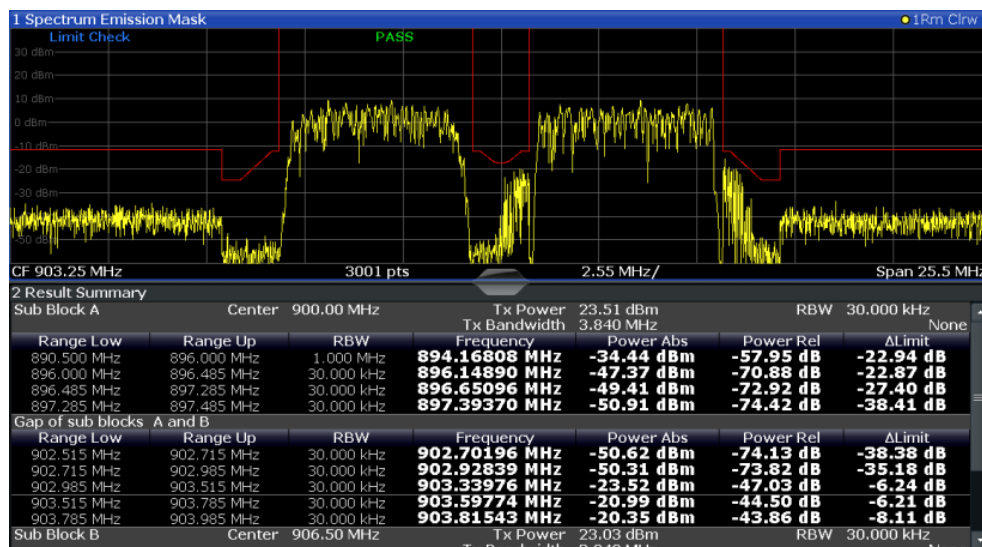 1 Spectrum Emission Mask 1Rm Clrw
Limit Check PASS
30 dBm
20 dBm
10 dBm
0 dBm
-10 dBm
-20 dBm
-30 dBm
-50 dB
CF 903.25 MHz 3001 pts 2.55 MHz/ Span 25.5 MHz
2 Result Summary
Sub Block A Center 900.00 MHz Tx Power 23.51 dBm RBW 30.000 kHz
Tx Bandwidth 3.840 MHz None
Range Low Range Up RBW Frequency Power Abs Power Rel ΔLimit
890.500 MHz 896.000 MHz 1.000 MHz 894.16808 MHz -34.44 dBm -57.95 dB -22.94 dB
896.000 MHz 896.485 MHz 30.000 kHz 896.14890 MHz -47.37 dBm -70.88 dB -22.87 dB
896.485 MHz 897.285 MHz 30.000 kHz 896.65096 MHz -49.41 dBm -72.92 dB -27.40 dB
897.285 MHz 897.485 MHz 30.000 kHz 897.39370 MHz -50.91 dBm -74.42 dB -38.41 dB
Gap of sub blocks A and B
Range Low Range Up RBW Frequency Power Abs Power Rel ΔLimit
902.515 MHz 902.715 MHz 30.000 kHz 902.70196 MHz -50.62 dBm -74.13 dB -38.38 dB
902.715 MHz 902.985 MHz 30.000 kHz 902.92839 MHz -50.31 dBm -73.82 dB -35.18 dB
902.985 MHz 903.515 MHz 30.000 kHz 903.33976 MHz -23.52 dBm -47.03 dB -6.24 dB
903.515 MHz 903.785 MHz 30.000 kHz 903.59774 MHz -20.99 dBm -44.50 dB -6.21 dB
903.785 MHz 903.985 MHz 30.000 kHz 903.81543 MHz -20.35 dBm -43.86 dB -8.11 dB
Sub Block B Center 906.50 MHz Tx Power 23.03 dBm RBW 30.000 kHz